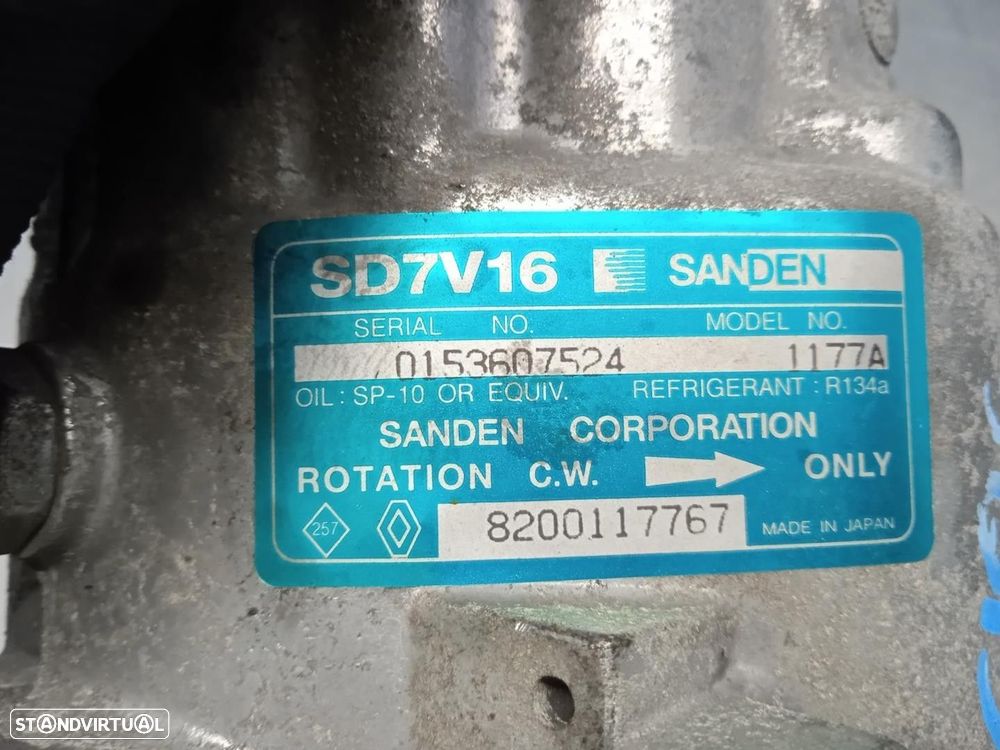 SD7V16 SANDEN
SERIAL NO. MODEL NO.
0153607524 1177A
OIL : SP-10 OR EQUIV. REFRIGERANT : R134a
SANDEN CORPORATION
ROTATION C.W. ONLY
257 8200117767 MADE IN JAPAN
STANDVIRTUAL